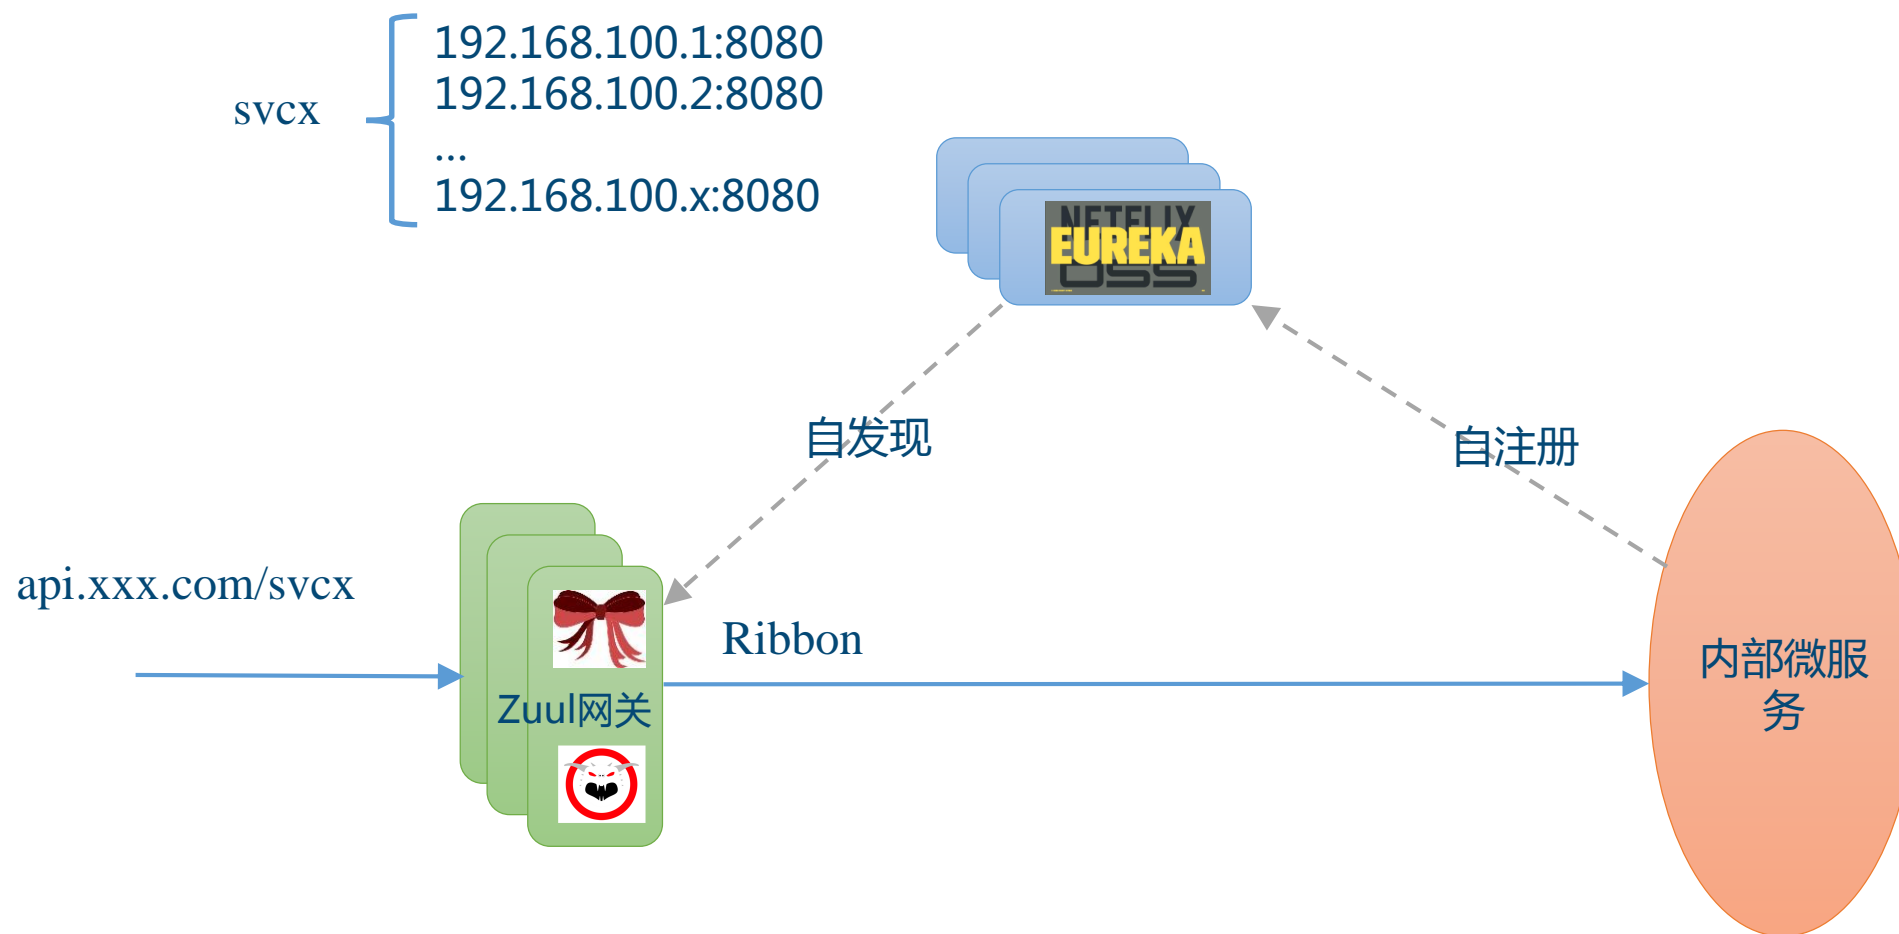 192.168.100.1:8080
192.168.100.2:8080
svcx
...
192.168.100.x:8080
NETFLIX
EUREKA
OSS
自发现
自注册
api.xxx.com/svcx
Ribbon
Zuul网关
内部微服
务